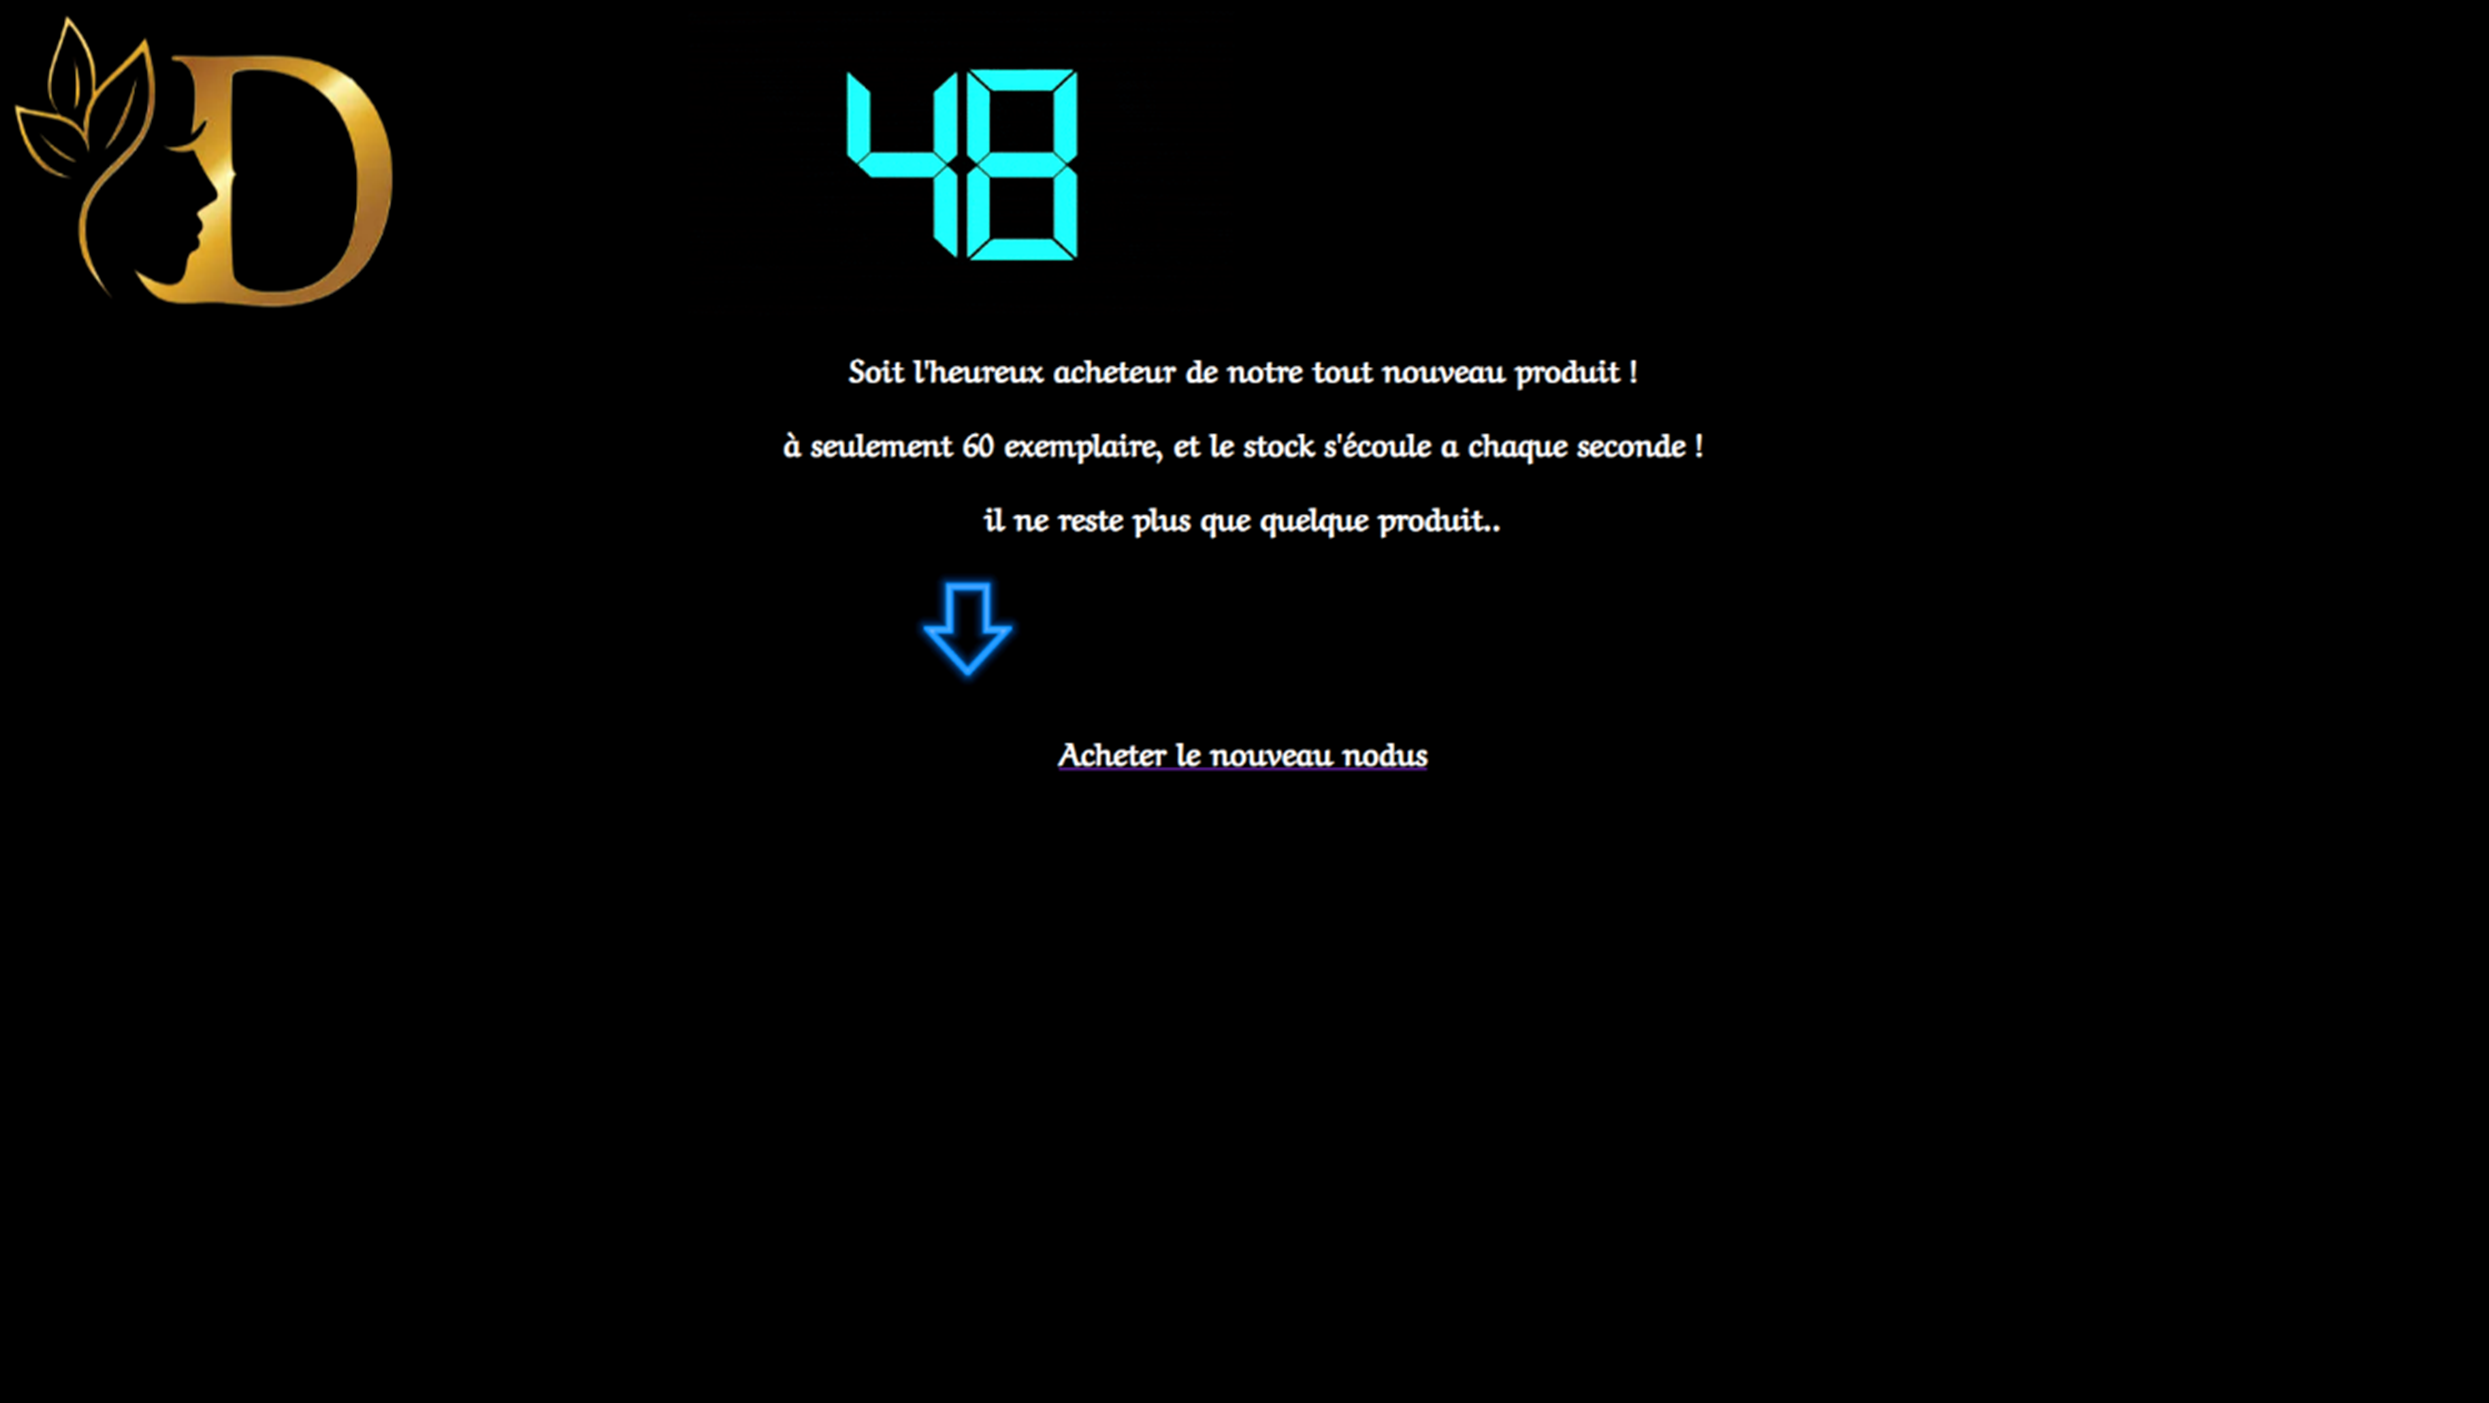 D
48
Soit l'heureux acheteur de notre tout nouveau produit !
à seulement 60 exemplaire, et le stock s'écoule a chaque seconde !
il ne reste plus que quelque produit..
Acheter le nouveau nodus